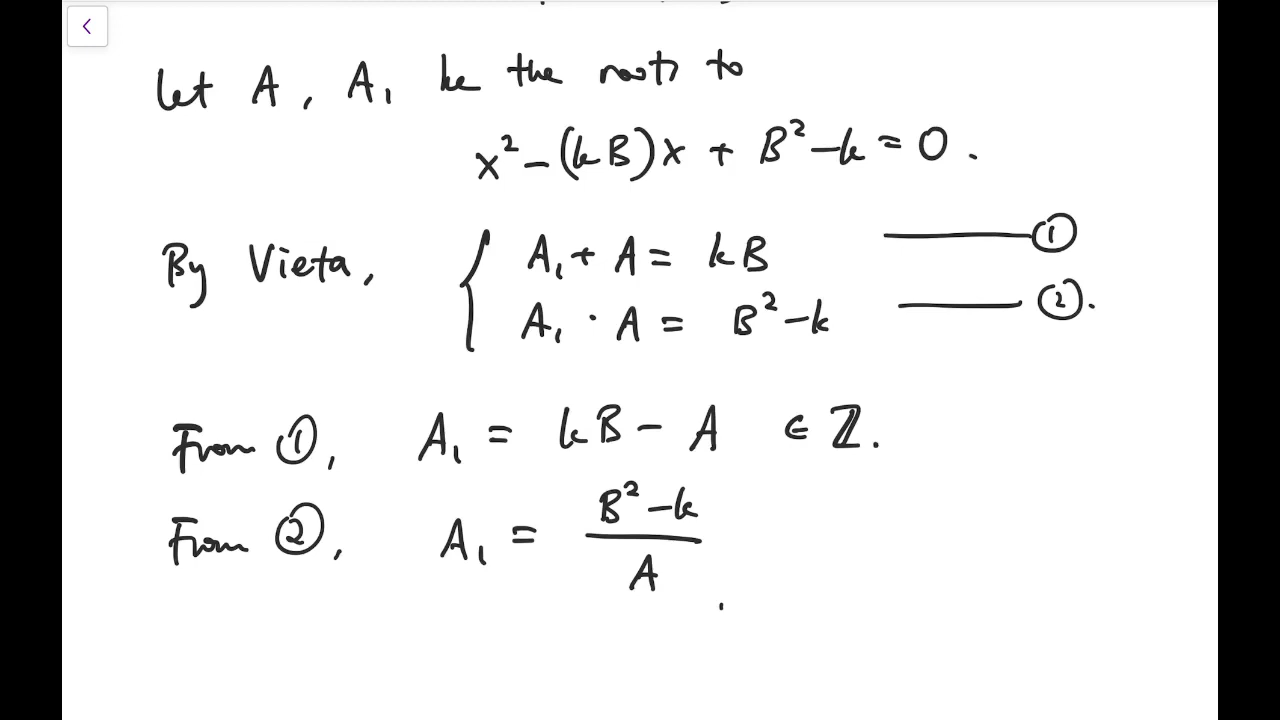 Let A, A₁ be the roots to
x² - (kB)x + B² - k = 0.
By Vieta, { A₁ + A = kB —— ①
A₁ · A = B² - k —— ②.
From ①, A₁ = kB - A ∈ ℤ.
From ②, A₁ = (B² - k)/A.